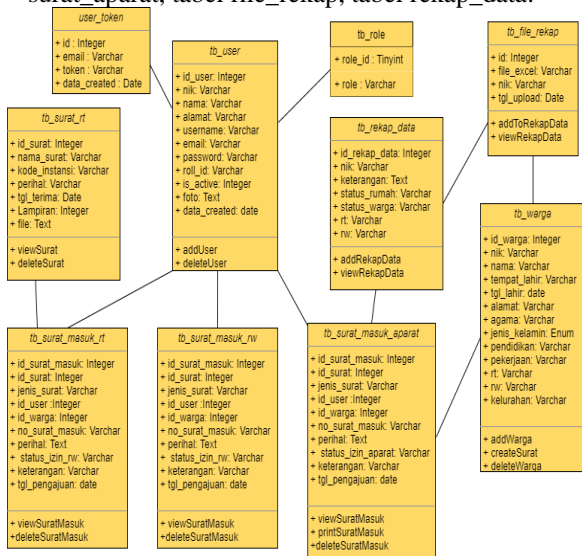 surat_aparat, tabel file_rekap, tabel rekap_data.
user_token
+ id : Integer
+ email : Varchar
+ token : Varchar
+ data_created : Date
tb_user
+ id_user: Integer
+ nik: Varchar
+ nama: Varchar
+ alamat: Varchar
+ username: Varchar
+ email: Varchar
+ password: Varchar
+ roll_id: Varchar
+ is_active: Integer
+ foto: Text
+ data_created: date
+ addUser
+ deleteUser
tb_role
+ role_id : Tinyint
+ role : Varchar
tb_file_rekap
+ id: Integer
+ file_excel: Varchar
+ nik: Varchar
+ tgl_upload: Date
+ addToRekapData
+ viewRekapData
tb_surat_rt
+ id_surat: Integer
+ nama_surat: Varchar
+ kode_instansi: Varchar
+ perihal: Varchar
+ tgl_terima: Date
+ Lampiran: Integer
+ file: Text
+ viewSurat
+ deleteSurat
tb_rekap_data
+ id_rekap_data: Integer
+ nik: Varchar
+ keterangan: Text
+ status_rumah: Varchar
+ status_warga: Varchar
+ rt: Varchar
+ rw: Varchar
+ addRekapData
+ viewRekapData
tb_warga
+ id_warga: Integer
+ nik: Varchar
+ nama: Varchar
+ tempat_lahir: Varchar
+ tgl_lahir: date
+ alamat: Varchar
+ agama: Varchar
+ jenis_kelamin: Enum
+ pendidikan: Varchar
+ pekerjaan: Varchar
+ rt: Varchar
+ rw: Varchar
+ kelurahan: Varchar
+ addWarga
+ createSurat
+ deleteWarga
tb_surat_masuk_rt
+ id_surat_masuk: Integer
+ id_surat: Integer
+ jenis_surat: Varchar
+ id_user :Integer
+ id_warga: Integer
+ no_surat_masuk: Varchar
+ perihal: Text
+ status_izin_rw: Varchar
+ keterangan: Varchar
+ tgl_pengajuan: date
+ viewSuratMasuk
+deleteSuratMasuk
tb_surat_masuk_rw
+ id_surat_masuk: Integer
+ id_surat: Integer
+ jenis_surat: Varchar
+ id_user :Integer
+ id_warga: Integer
+ no_surat_masuk: Varchar
+ perihal: Text
+ status_izin_rw: Varchar
+ keterangan: Varchar
+ tgl_pengajuan: date
+ viewSuratMasuk
+deleteSuratMasuk
tb_surat_masuk_aparat
+ id_surat_masuk: Integer
+ id_surat: Integer
+ jenis_surat: Varchar
+ id_user :Integer
+ id_warga: Integer
+ no_surat_masuk: Varchar
+ perihal: Text
+ status_izin_aparat: Varchar
+ keterangan: Varchar
+ tgl_pengajuan: date
+ viewSuratMasuk
+ printSuratMasuk
+deleteSuratMasuk